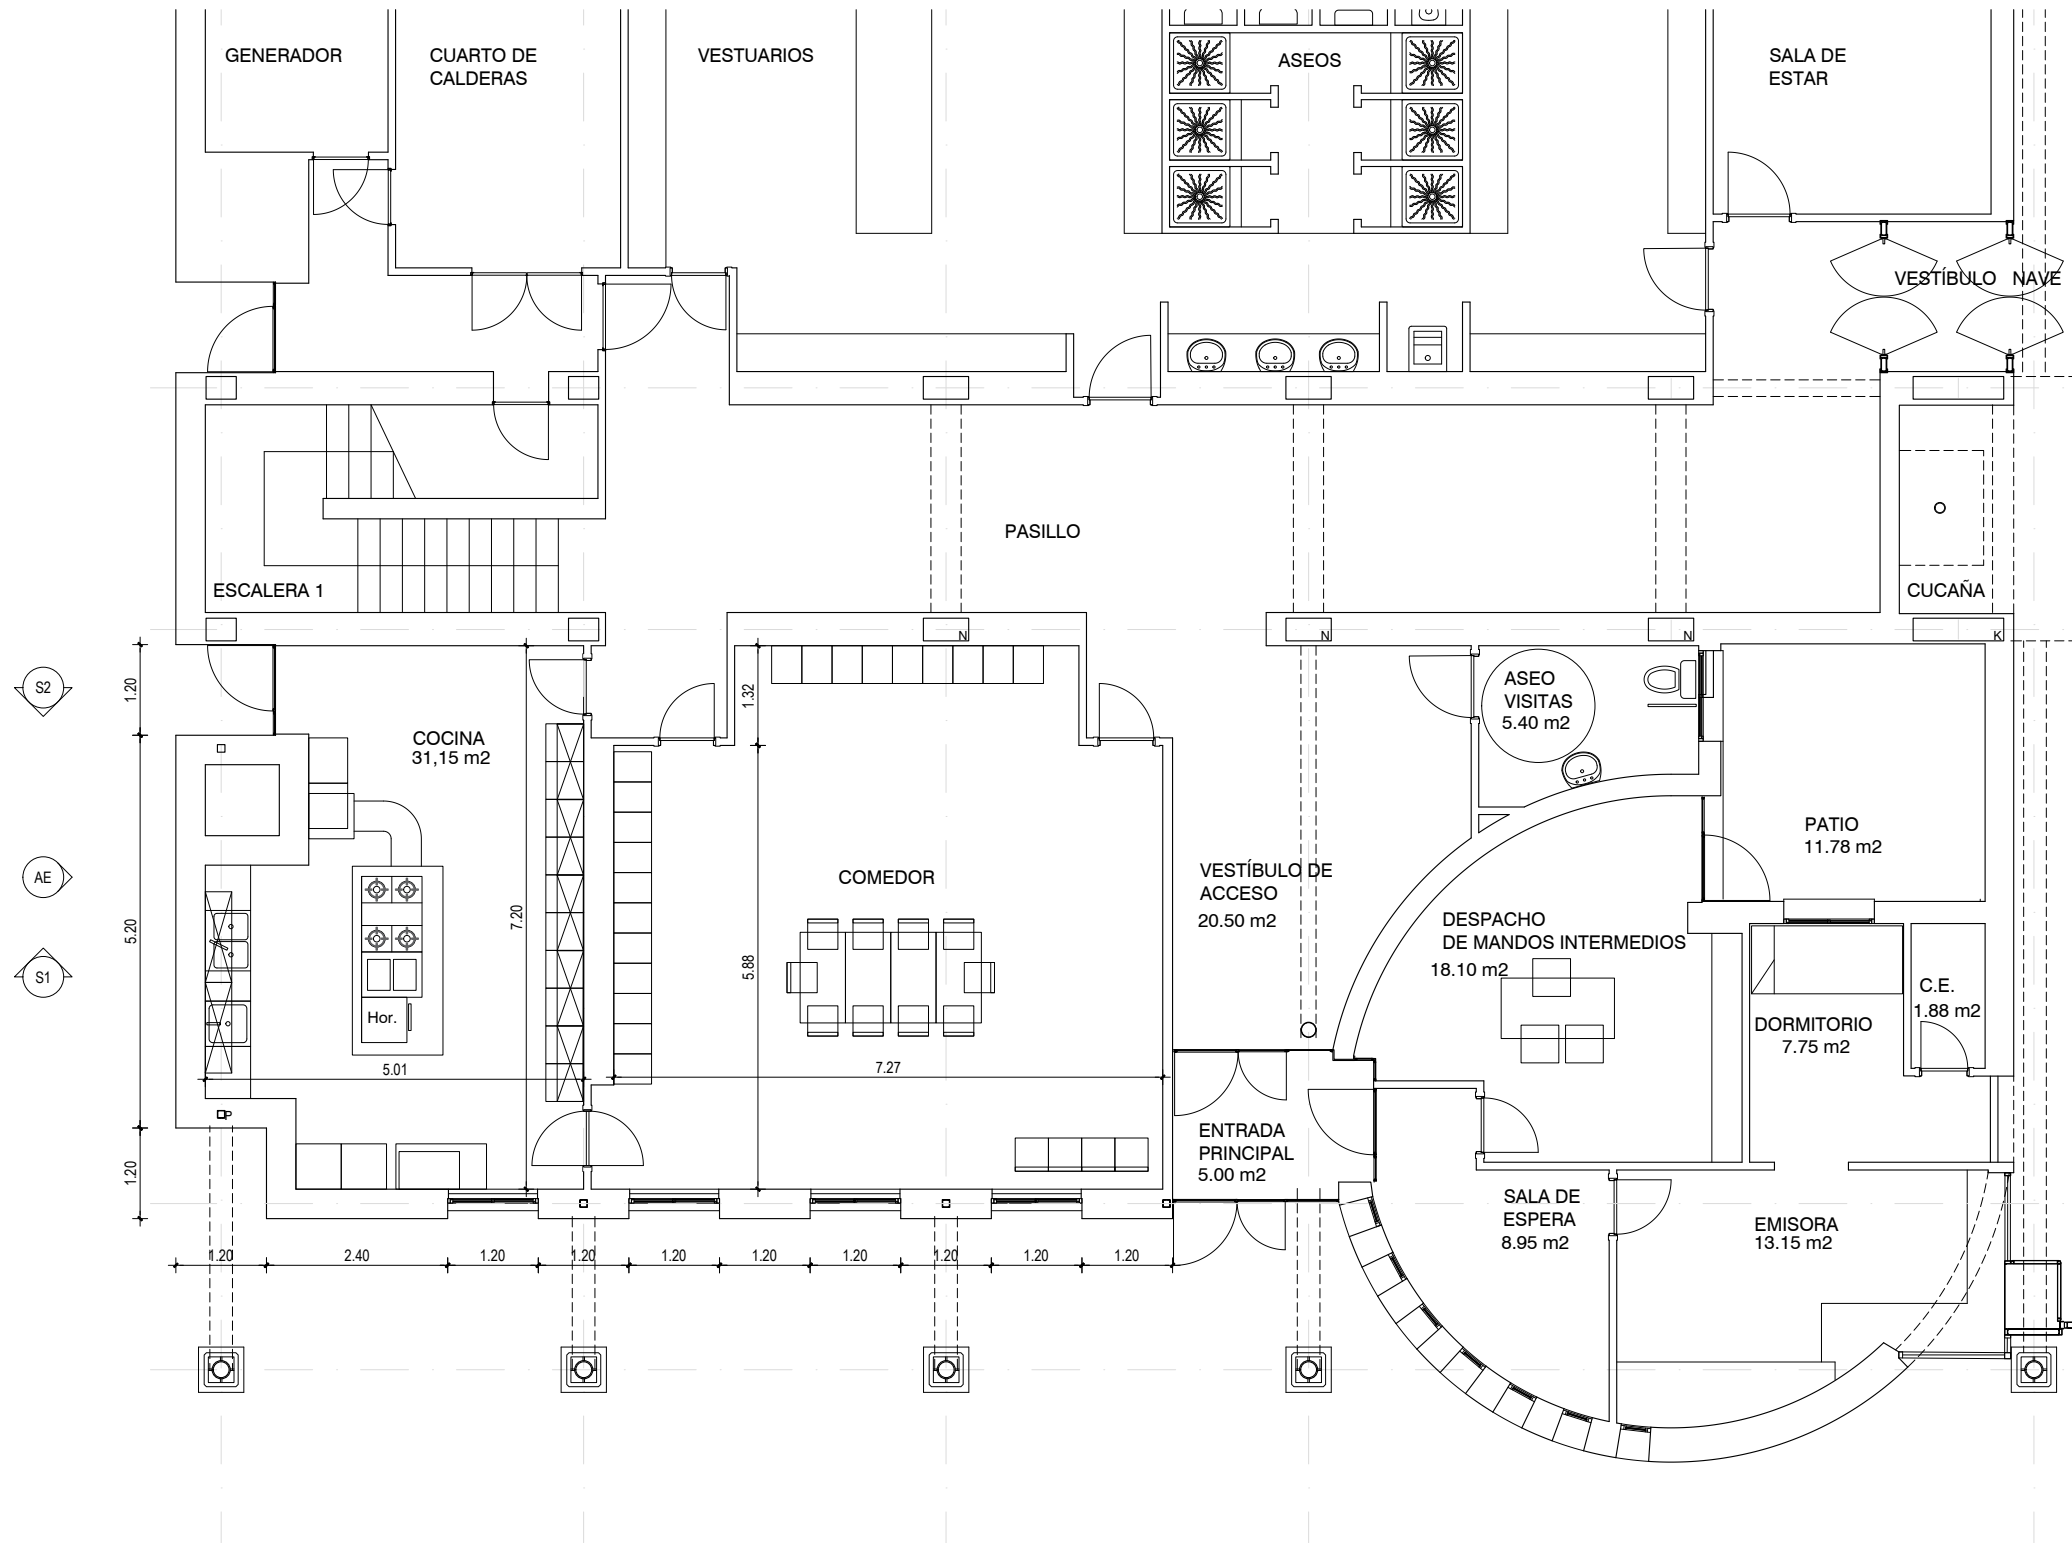 GENERADOR
CUARTO DE
CALDERAS
VESTUARIOS
ASEOS
SALA DE
ESTAR
VESTÍBULO NAVE
PASILLO
ESCALERA 1
CUCAÑA
N
N
N
K
S2
AE
S1
1.20
5.20
1.20
COCINA
31,15 m2
7.20
5.01
Hor.
P
1.32
5.88
COMEDOR
7.27
VESTÍBULO DE
ACCESO
20.50 m2
ASEO
VISITAS
5.40 m2
PATIO
11.78 m2
DESPACHO
DE MANDOS INTERMEDIOS
18.10 m2
C.E.
1.88 m2
DORMITORIO
7.75 m2
ENTRADA
PRINCIPAL
5.00 m2
SALA DE
ESPERA
8.95 m2
EMISORA
13.15 m2
1.20 2.40 1.20 1.20 1.20 1.20 1.20 1.20 1.20 1.20